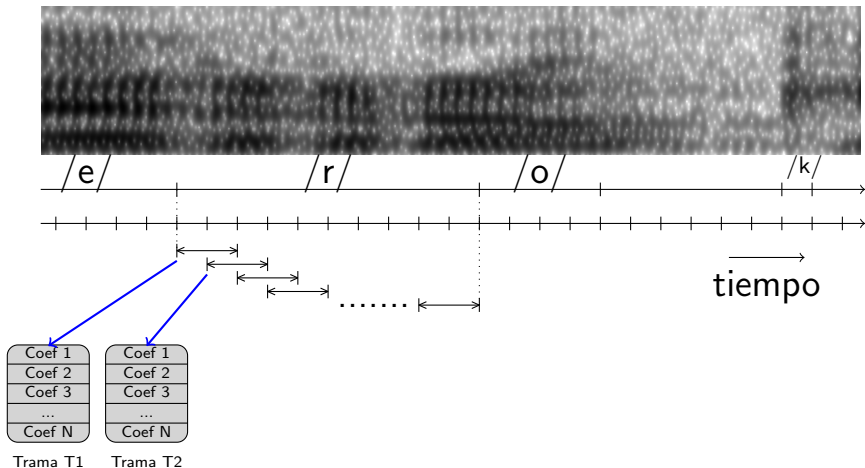 /e/ /r/ /o/ /k/
tiempo
Coef 1 Coef 1
Coef 2 Coef 2
Coef 3 Coef 3
... ...
Coef N Coef N
Trama T1 Trama T2